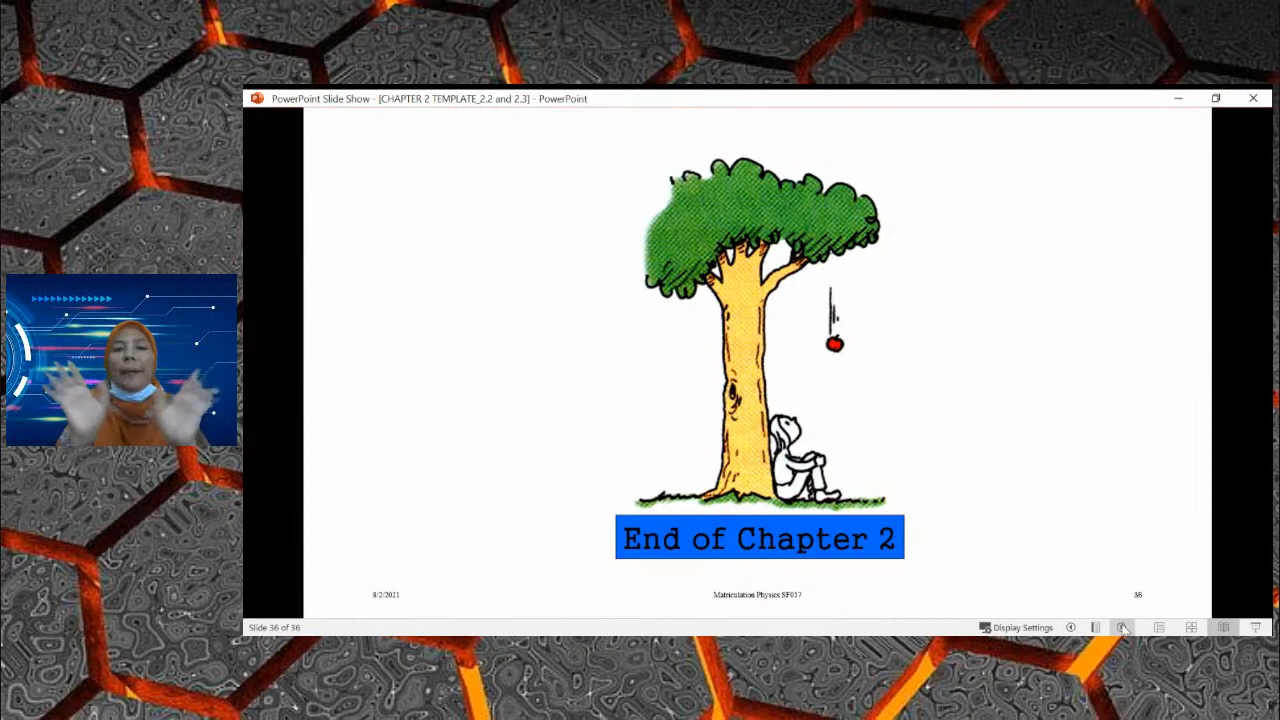 PowerPoint Slide Show - [CHAPTER 2 TEMPLATE_2.2 and 2.3] - PowerPoint
End of Chapter 2
8/2/2021 Matriculation Physics SF017 36
Slide 36 of 36 Display Settings